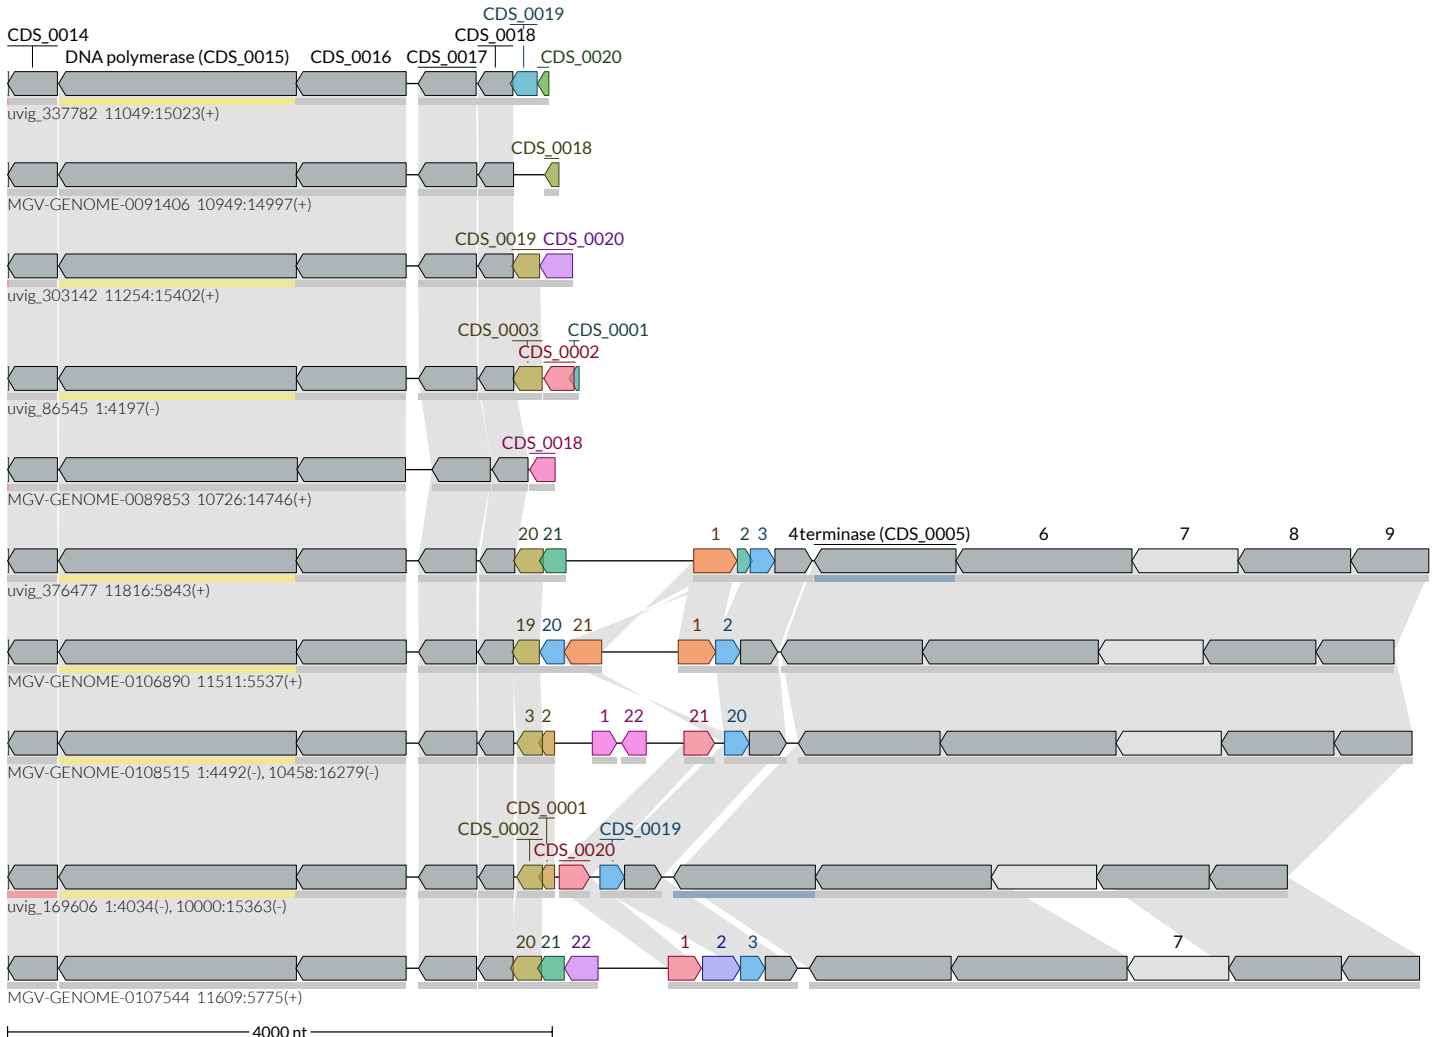 CDS_0019
CDS_0014 CDS_0018
DNA polymerase (CDS_0015) CDS_0016 CDS_0017 CDS_0020
uvig_337782 11049:15023(+)
CDS_0018
MGV-GENOME-0091406 10949:14997(+)
CDS_0019 CDS_0020
uvig_303142 11254:15402(+)
CDS_0003 CDS_0001
CDS_0002
uvig_86545 1:4197(-)
CDS_0018
MGV-GENOME-0089853 10726:14746(+)
20 21 1 2 3 4 terminase (CDS_0005) 6 7 8 9
uvig_376477 11816:5843(+)
19 20 21 1 2
MGV-GENOME-0106890 11511:5537(+)
3 2 1 22 21 20
MGV-GENOME-0108515 1:4492(-), 10458:16279(-)
CDS_0001
CDS_0002 CDS_0019
CDS_0020
uvig_169606 1:4034(-), 10000:15363(-)
20 21 22 1 2 3 7
MGV-GENOME-0107544 11609:5775(+)
4000 nt